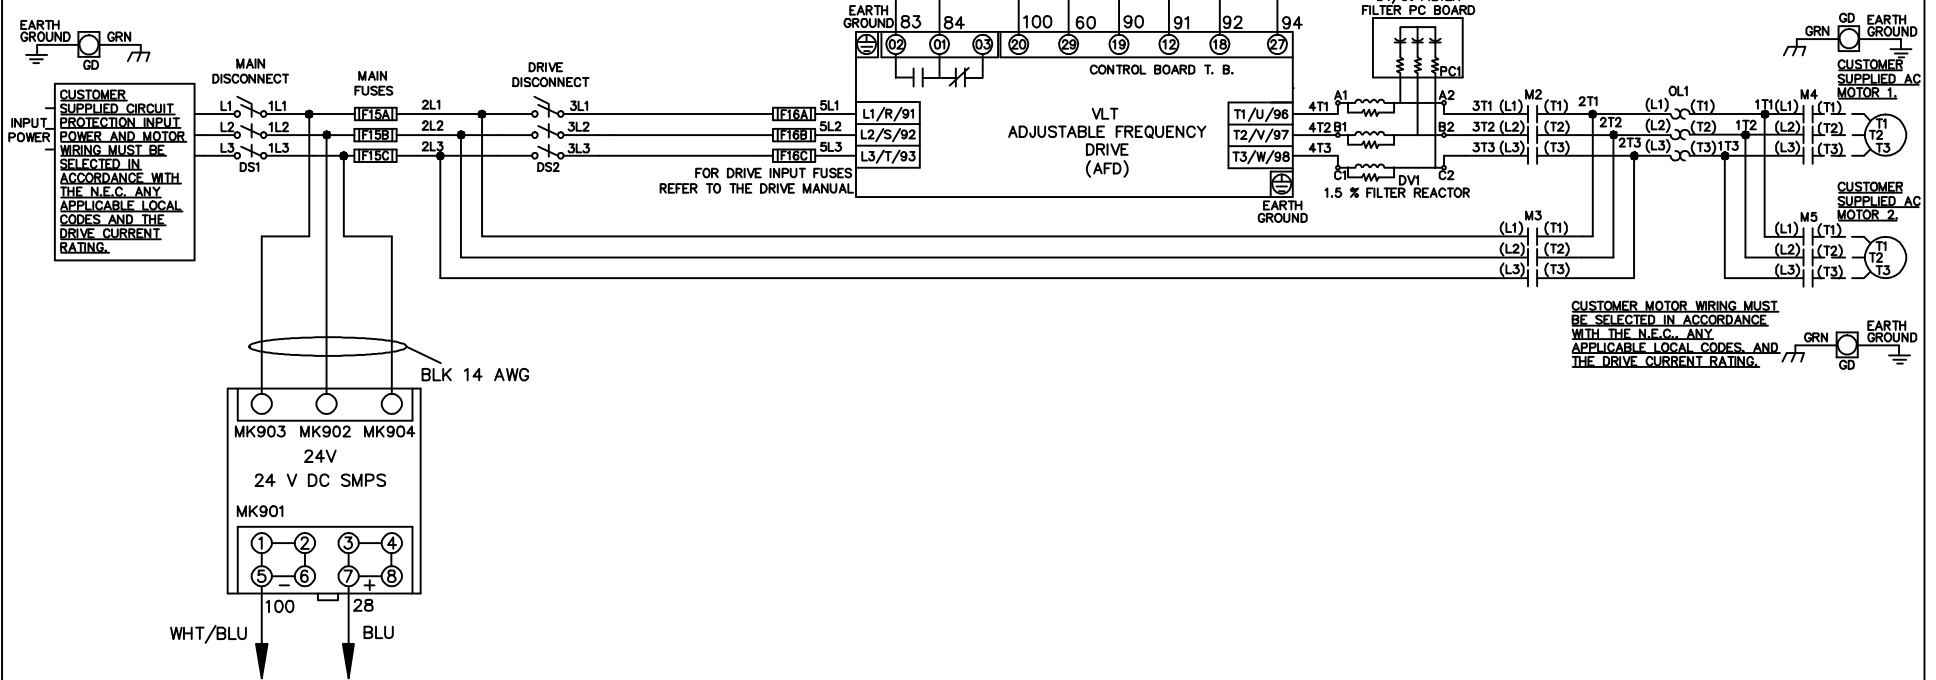 EARTH
GROUND
GRN
GD
INPUT
POWER
CUSTOMER
SUPPLIED CIRCUIT
PROTECTION INPUT
POWER AND MOTOR
WIRING MUST BE
SELECTED IN
ACCORDANCE WITH
THE N.E.C. ANY
APPLICABLE LOCAL
CODES AND THE
DRIVE CURRENT
RATING.
MAIN
DISCONNECT
L1 1L1
L2 1L2
L3 1L3
DS1
MAIN
FUSES
F15A
F15B
F15C
2L1
2L2
2L3
DRIVE
DISCONNECT
3L1
3L2
3L3
DS2
F16A 5L1
F16B 5L2
F16C 5L3
FOR DRIVE INPUT FUSES
REFER TO THE DRIVE MANUAL
EARTH
GROUND
83 84 100 60 90 91 92 94
02 01 03 20 29 19 12 18 27
CONTROL BOARD T. B.
L1/R/91
L2/S/92
L3/T/93
VLT
ADJUSTABLE FREQUENCY
DRIVE
(AFD)
T1/U/96
T2/V/97
T3/W/98
EARTH
GROUND
FILTER PC BOARD
PC1
4T1 A1 A2
4T2 B1 B2
4T3 C1 C2
DV1
1.5 % FILTER REACTOR
M2
3T1 (L1) (T1) 2T1
3T2 (L2) (T2) 2T2
3T3 (L3) (T3) 2T3
OL1
(L1) (T1) 1T1
(L2) (T2) 1T2
(L3) (T3) 1T3
M4
(L1) (T1)
(L2) (T2)
(L3) (T3)
T1
T2
T3
GD
GRN
EARTH
GROUND
CUSTOMER
SUPPLIED AC
MOTOR 1.
M3
(L1) (T1)
(L2) (T2)
(L3) (T3)
CUSTOMER
SUPPLIED AC
MOTOR 2.
M5
(L1) (T1)
(L2) (T2)
(L3) (T3)
T1
T2
T3
CUSTOMER MOTOR WIRING MUST
BE SELECTED IN ACCORDANCE
WITH THE N.E.C., ANY
APPLICABLE LOCAL CODES, AND
THE DRIVE CURRENT RATING.
GRN
GD
EARTH
GROUND
BLK 14 AWG
MK903 MK902 MK904
24V
24 V DC SMPS
MK901
1 2 3 4
5 6 7 8
− +
100 28
WHT/BLU BLU